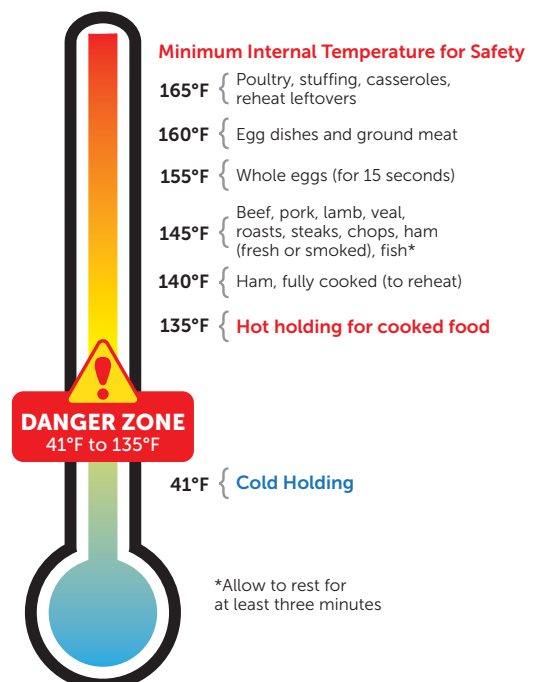 Minimum Internal Temperature for Safety
165°F { Poultry, stuffing, casseroles,
reheat leftovers
160°F { Egg dishes and ground meat
155°F { Whole eggs (for 15 seconds)
145°F { Beef, pork, lamb, veal,
roasts, steaks, chops, ham
(fresh or smoked), fish*
140°F { Ham, fully cooked (to reheat)
135°F { Hot holding for cooked food
!
DANGER ZONE
41°F to 135°F
41°F { Cold Holding
*Allow to rest for
at least three minutes